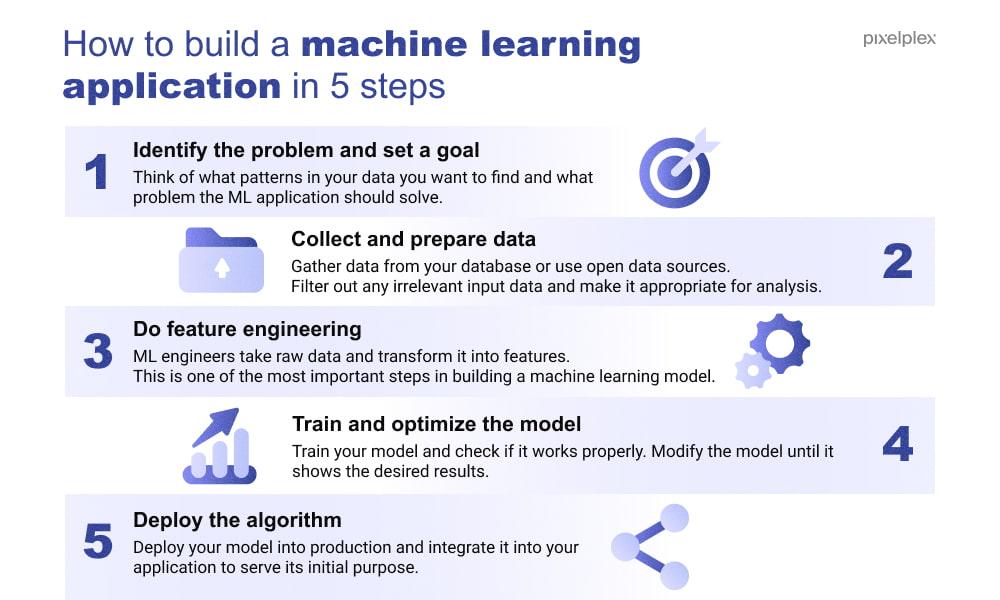 How to build a machine learning
application in 5 steps
pixelplex
1
Identify the problem and set a goal
Think of what patterns in your data you want to find and what
problem the ML application should solve.
Collect and prepare data
Gather data from your database or use open data sources.
Filter out any irrelevant input data and make it appropriate for analysis.
2
3
Do feature engineering
ML engineers take raw data and transform it into features.
This is one of the most important steps in building a machine learning model.
Train and optimize the model
Train your model and check if it works properly. Modify the model until it
shows the desired results.
4
5
Deploy the algorithm
Deploy your model into production and integrate it into your
application to serve its initial purpose.